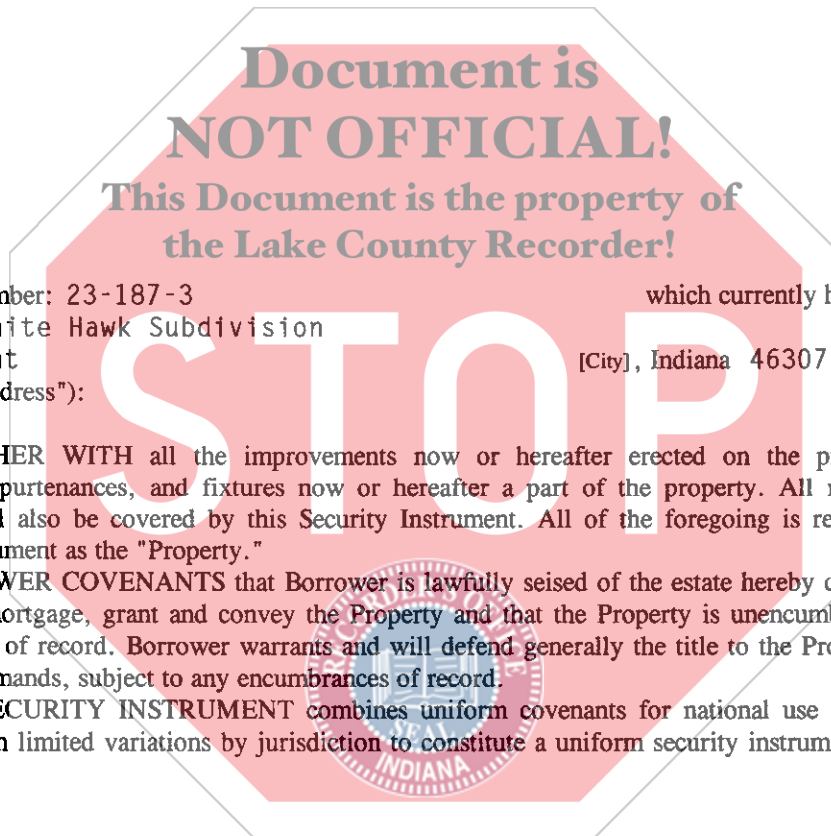 Document is
NOT OFFICIAL!
This Document is the property of
the Lake County Recorder!
mber: 23-187-3 which currently h
ite Hawk Subdivision
t [City], Indiana 46307
dress"):
STOP
HER WITH all the improvements now or hereafter erected on the p
purtenances, and fixtures now or hereafter a part of the property. All
also be covered by this Security Instrument. All of the foregoing is re
ument as the "Property."
WER COVENANTS that Borrower is lawfully seised of the estate hereby
ortgage, grant and convey the Property and that the Property is unencumb
of record. Borrower warrants and will defend generally the title to the Pro
mands, subject to any encumbrances of record.
ECURITY INSTRUMENT combines uniform covenants for national use
limited variations by jurisdiction to constitute a uniform security instrum
RECORDER'S OFFICE
SEAL
INDIANA